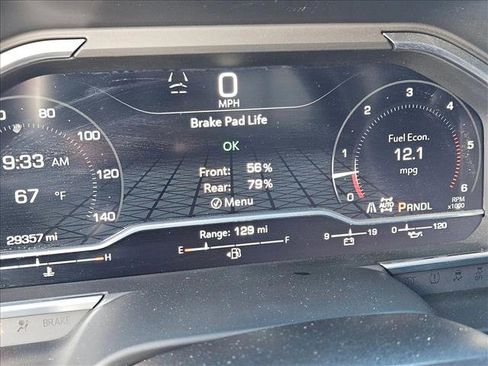 0
MPH
Brake Pad Life
OK
Front: 56%
Rear: 79%
Menu
80
100
120
140
9:33 AM
67 °F
29357 mi
H
Range: 129 mi
E F
0 1 2 3 4 5 6
RPM
x1000
Fuel Econ.
12.1
mpg
AUTO
PRNDL
9 19
0 120
BRAKE